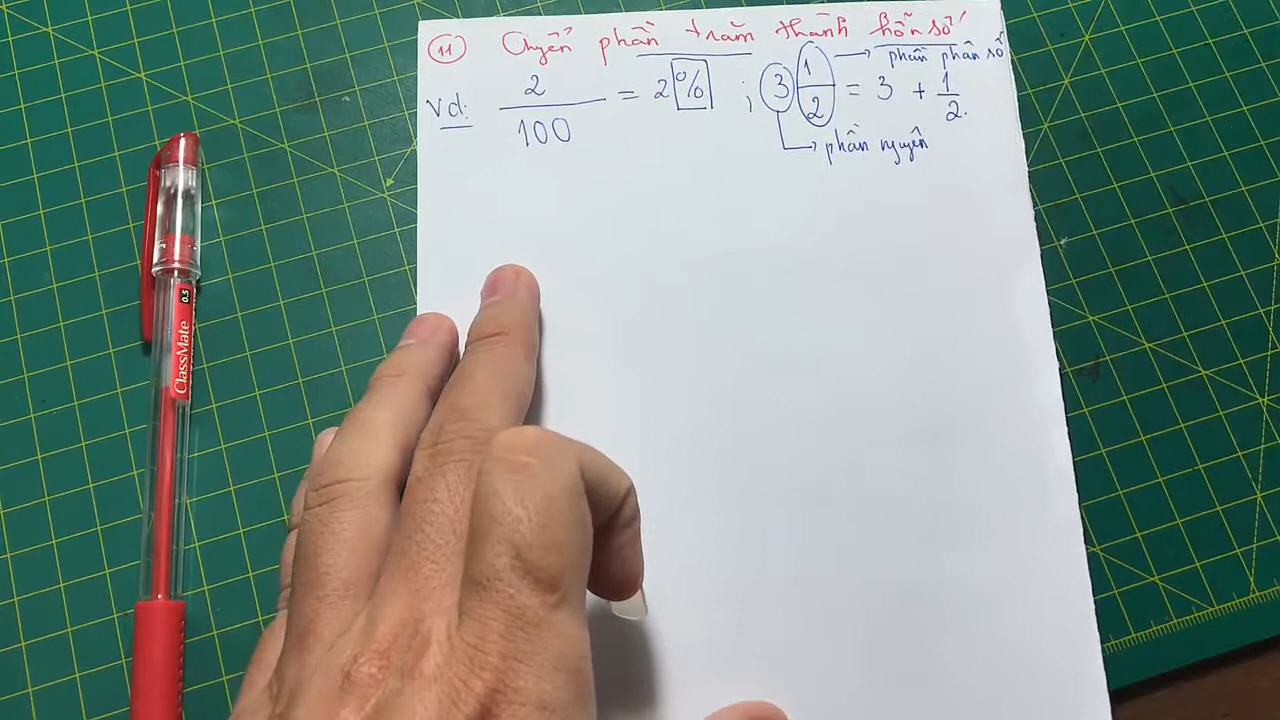 11 Chuyển phần trăm thành hỗn số
phần phân số
Vd: 2/100 = 2% ; 3 1/2 = 3 + 1/2.
phần nguyên
ClassMate 0.5